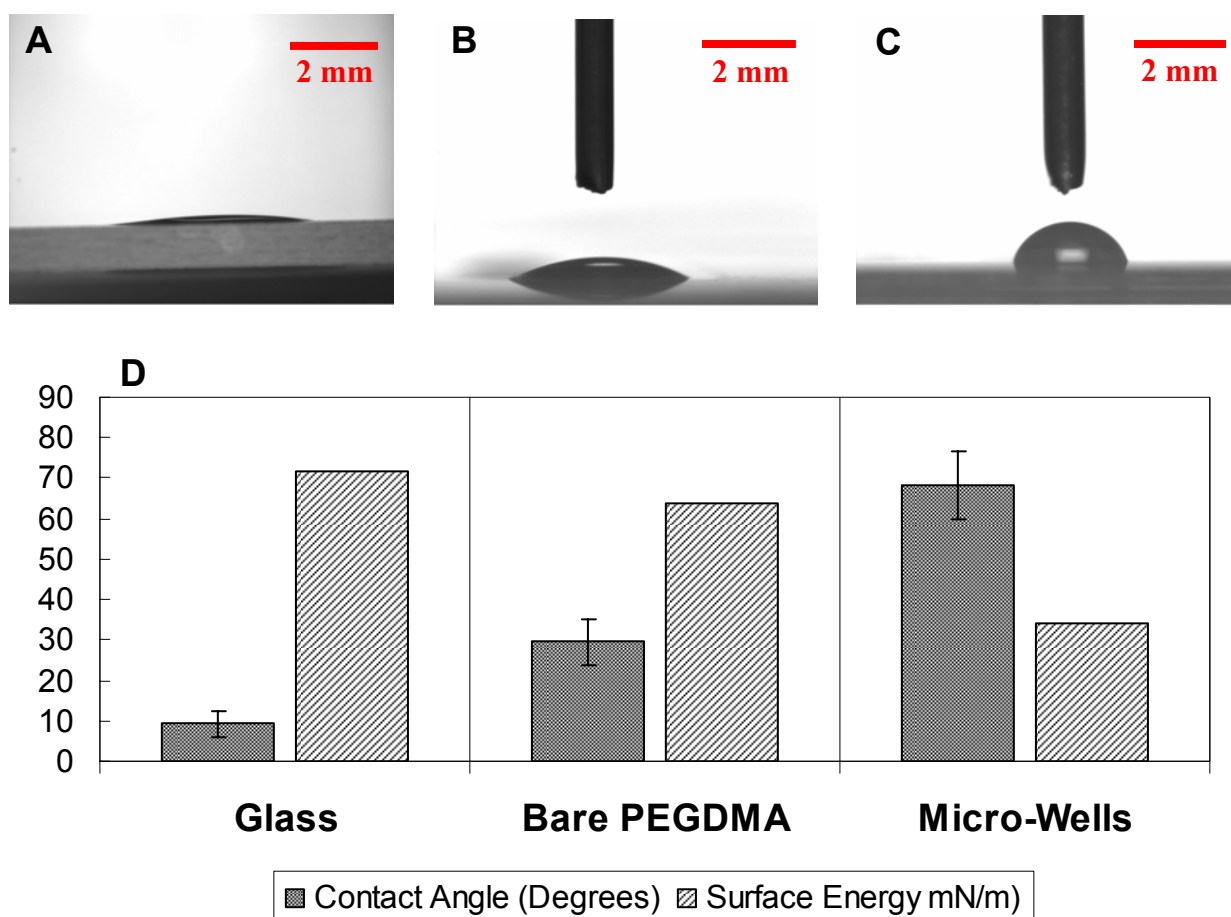 A
2 mm
B
2 mm
C
2 mm
D
90
80
70
60
50
40
30
20
10
0
Glass
Bare PEGDMA
Micro-Wells
Contact Angle (Degrees)
Surface Energy mN/m)